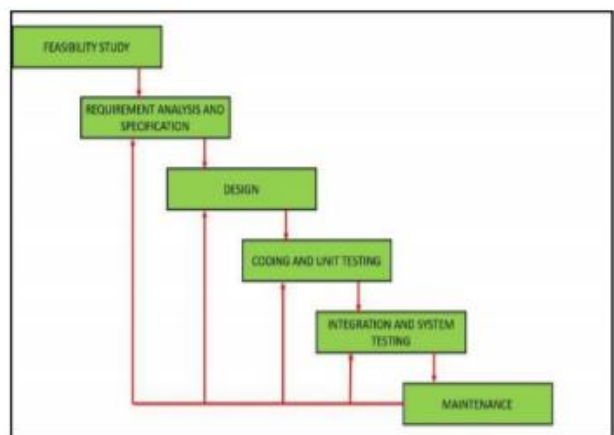 FEASIBILITY STUDY
REQUIREMENT ANALYSIS AND
SPECIFICATION
DESIGN
CODING AND UNIT TESTING
INTEGRATION AND SYSTEM
TESTING
MAINTENANCE